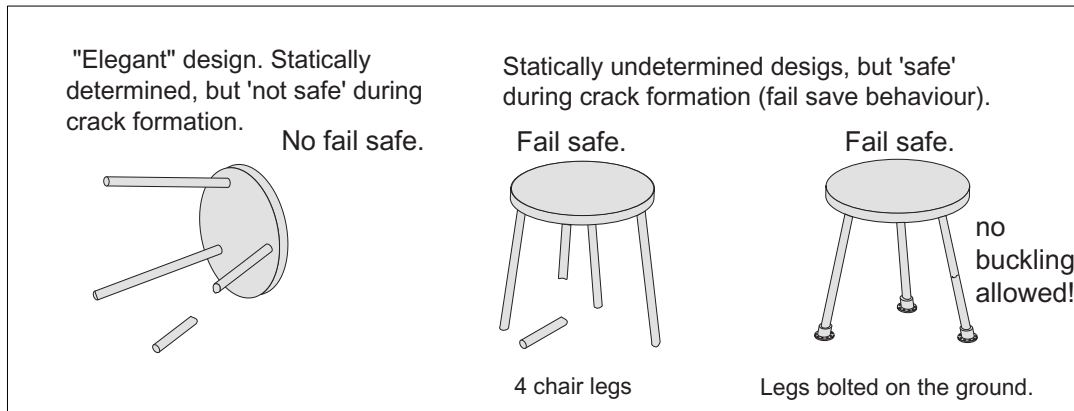 "Elegant" design. Statically
determined, but 'not safe' during
crack formation.
No fail safe.
Statically undetermined desigs, but 'safe'
during crack formation (fail save behaviour).
Fail safe.
Fail safe.
no
buckling
allowed!
4 chair legs
Legs bolted on the ground.